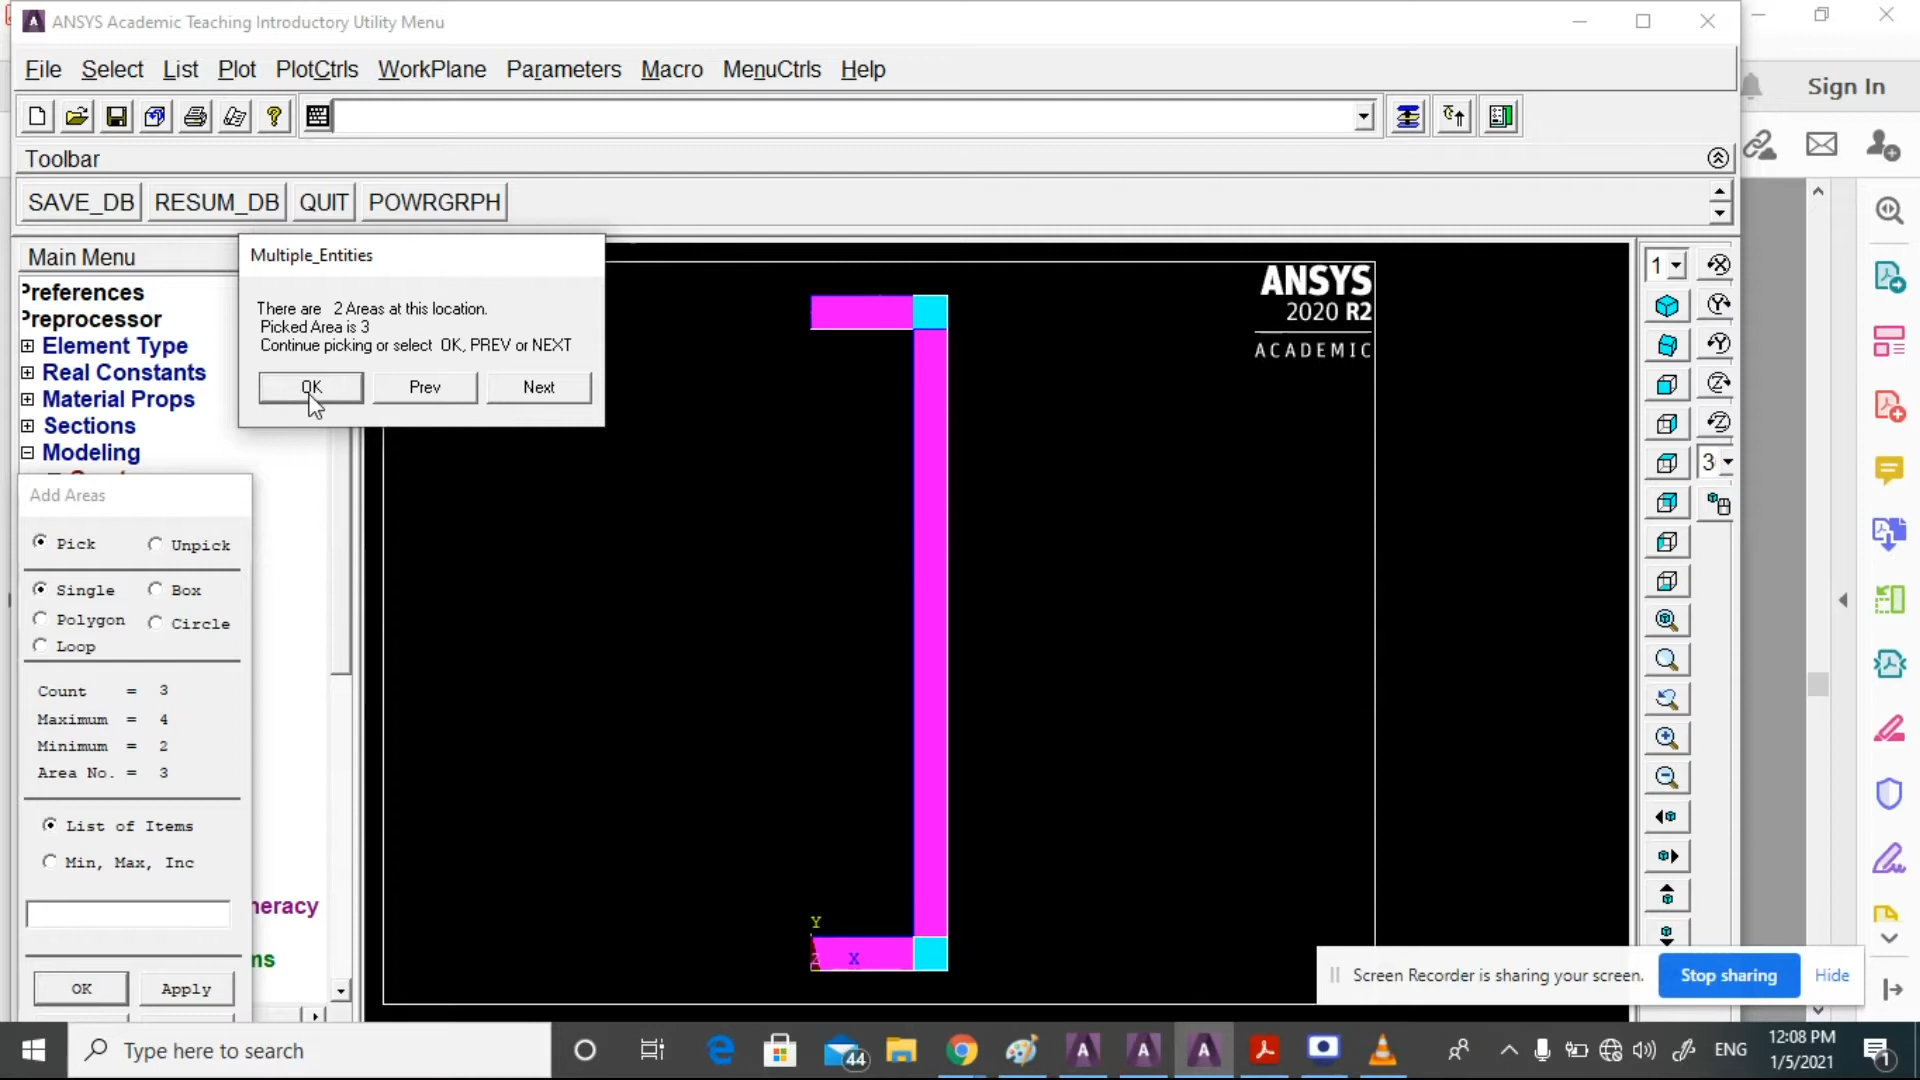 ANSYS Academic Teaching Introductory Utility Menu
File Select List Plot PlotCtrls WorkPlane Parameters Macro MenuCtrls Help
Sign In
Toolbar
SAVE_DB RESUM_DB QUIT POWRGRPH
Main Menu
Preferences
Preprocessor
Element Type
Real Constants
Material Props
Sections
Modeling
Multiple_Entities
There are 2 Areas at this location.
Picked Area is 3
Continue picking or select OK, PREV or NEXT
OK Prev Next
ANSYS
2020 R2
ACADEMIC
1
3
Add Areas
Pick Unpick
Single Box
Polygon Circle
Loop
Count = 3
Maximum = 4
Minimum = 2
Area No. = 3
List of Items
Min, Max, Inc
neracy
ms
OK Apply
Y
Z X
Screen Recorder is sharing your screen. Stop sharing Hide
Type here to search
44
ENG
12:08 PM
1/5/2021
1